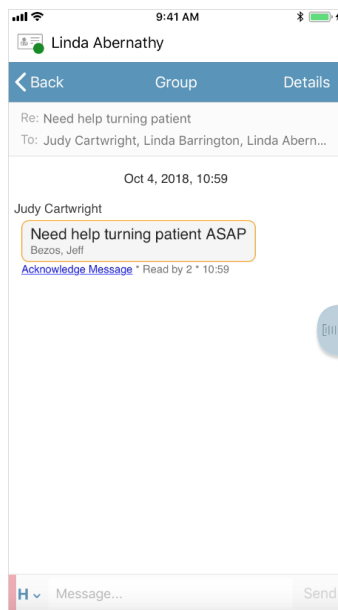 9:41 AM
Linda Abernathy
Back Group Details
Re: Need help turning patient
To: Judy Cartwright, Linda Barrington, Linda Abern...
Oct 4, 2018, 10:59
Judy Cartwright
Need help turning patient ASAP
Bezos, Jeff
Acknowledge Message * Read by 2 * 10:59
H Message... Send